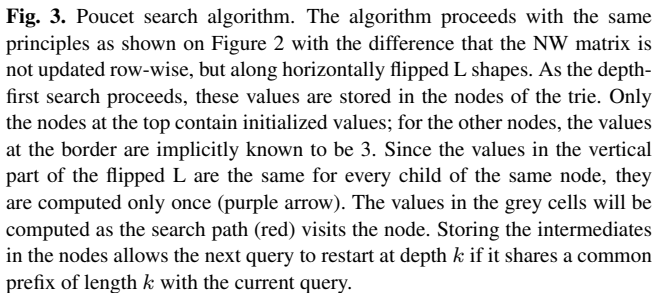 Fig. 3. Poucet search algorithm. The algorithm proceeds with the same
principles as shown on Figure 2 with the difference that the NW matrix is
not updated row-wise, but along horizontally flipped L shapes. As the depth-
first search proceeds, these values are stored in the nodes of the trie. Only
the nodes at the top contain initialized values; for the other nodes, the values
at the border are implicitly known to be 3. Since the values in the vertical
part of the flipped L are the same for every child of the same node, they
are computed only once (purple arrow). The values in the grey cells will be
computed as the search path (red) visits the node. Storing the intermediates
in the nodes allows the next query to restart at depth k if it shares a common
prefix of length k with the current query.